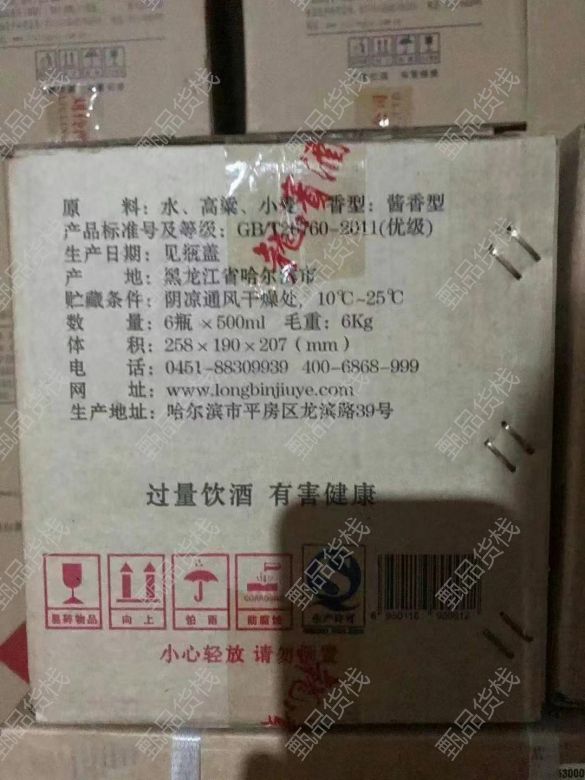 原 料：水、高粱、小麦 香型：酱香型
产品标准号及等级：GB/T26760-2011(优级)
生产日期：见瓶盖
产 地：黑龙江省哈尔滨市
贮藏条件：阴凉通风干燥处，10℃~25℃
数 量：6瓶×500ml 毛重：6Kg
体 积：258×190×207（mm）
电 话：0451-88309939 400-6868-999
网 址：www.longbinjiuye.com
生产地址：哈尔滨市平房区龙滨路39号
过量饮酒 有害健康
易碎物品 向上 怕雨 防腐蚀 生产许可
小心轻放 请勿倒置
甄品货栈